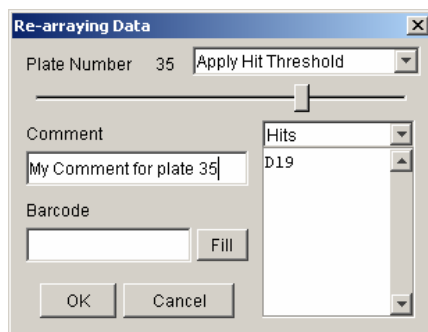 Re-arraying Data
Plate Number 35 Apply Hit Threshold
Comment
My Comment for plate 35
Barcode
Fill
OK Cancel
Hits
D19